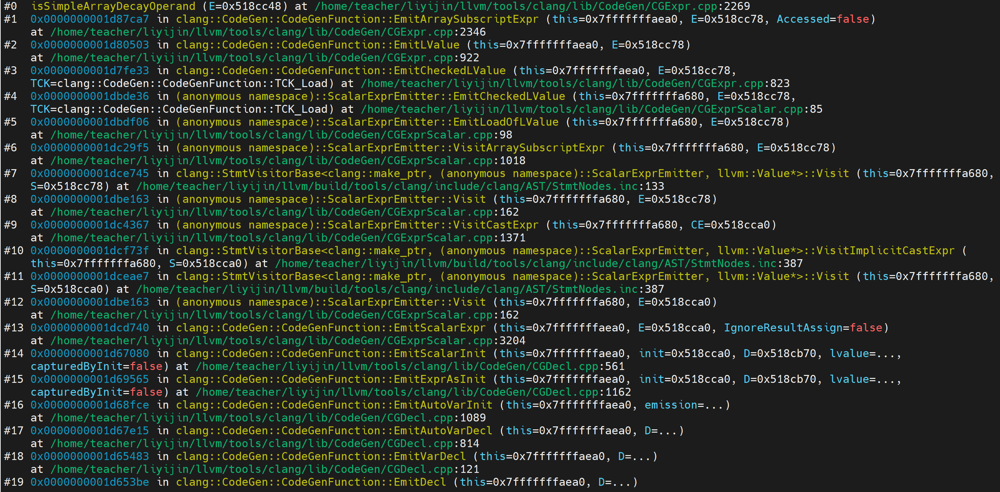 #0  isSimpleArrayDecayOperand (E=0x518cc48) at /home/teacher/liyijin/llvm/tools/clang/lib/CodeGen/CGExpr.cpp:2269
#1  0x0000000001d87ca7 in clang::CodeGen::CodeGenFunction::EmitArraySubscriptExpr (this=0x7fffffffaea0, E=0x518cc78, Accessed=false)
    at /home/teacher/liyijin/llvm/tools/clang/lib/CodeGen/CGExpr.cpp:2346
#2  0x0000000001d80503 in clang::CodeGen::CodeGenFunction::EmitLValue (this=0x7fffffffaea0, E=0x518cc78)
    at /home/teacher/liyijin/llvm/tools/clang/lib/CodeGen/CGExpr.cpp:922
#3  0x0000000001d7fe33 in clang::CodeGen::CodeGenFunction::EmitCheckedLValue (this=0x7fffffffaea0, E=0x518cc78,
    TCK=clang::CodeGen::CodeGenFunction::TCK_Load) at /home/teacher/liyijin/llvm/tools/clang/lib/CodeGen/CGExpr.cpp:823
#4  0x0000000001dbde36 in (anonymous namespace)::ScalarExprEmitter::EmitCheckedLValue (this=0x7fffffffa680, E=0x518cc78,
    TCK=clang::CodeGen::CodeGenFunction::TCK_Load) at /home/teacher/liyijin/llvm/tools/clang/lib/CodeGen/CGExprScalar.cpp:85
#5  0x0000000001dbdf06 in (anonymous namespace)::ScalarExprEmitter::EmitLoadOfLValue (this=0x7fffffffa680, E=0x518cc78)
    at /home/teacher/liyijin/llvm/tools/clang/lib/CodeGen/CGExprScalar.cpp:98
#6  0x0000000001dc29f5 in (anonymous namespace)::ScalarExprEmitter::VisitArraySubscriptExpr (this=0x7fffffffa680, E=0x518cc78)
    at /home/teacher/liyijin/llvm/tools/clang/lib/CodeGen/CGExprScalar.cpp:1018
#7  0x0000000001dce745 in clang::StmtVisitorBase<clang::make_ptr, (anonymous namespace)::ScalarExprEmitter, llvm::Value*>::Visit (this=0x7fffffffa680,
    S=0x518cc78) at /home/teacher/liyijin/llvm/build/tools/clang/include/clang/AST/StmtNodes.inc:133
#8  0x0000000001dbe163 in (anonymous namespace)::ScalarExprEmitter::Visit (this=0x7fffffffa680, E=0x518cc78)
    at /home/teacher/liyijin/llvm/tools/clang/lib/CodeGen/CGExprScalar.cpp:162
#9  0x0000000001dc4367 in (anonymous namespace)::ScalarExprEmitter::VisitCastExpr (this=0x7fffffffa680, CE=0x518cca0)
    at /home/teacher/liyijin/llvm/tools/clang/lib/CodeGen/CGExprScalar.cpp:1371
#10 0x0000000001dcf73f in clang::StmtVisitorBase<clang::make_ptr, (anonymous namespace)::ScalarExprEmitter, llvm::Value*>::VisitImplicitCastExpr (
    this=0x7fffffffa680, S=0x518cca0) at /home/teacher/liyijin/llvm/build/tools/clang/include/clang/AST/StmtNodes.inc:387
#11 0x0000000001dceae7 in clang::StmtVisitorBase<clang::make_ptr, (anonymous namespace)::ScalarExprEmitter, llvm::Value*>::Visit (this=0x7fffffffa680,
    S=0x518cca0) at /home/teacher/liyijin/llvm/build/tools/clang/include/clang/AST/StmtNodes.inc:387
#12 0x0000000001dbe163 in (anonymous namespace)::ScalarExprEmitter::Visit (this=0x7fffffffa680, E=0x518cca0)
    at /home/teacher/liyijin/llvm/tools/clang/lib/CodeGen/CGExprScalar.cpp:162
#13 0x0000000001dcd740 in clang::CodeGen::CodeGenFunction::EmitScalarExpr (this=0x7fffffffaea0, E=0x518cca0, IgnoreResultAssign=false)
    at /home/teacher/liyijin/llvm/tools/clang/lib/CodeGen/CGExprScalar.cpp:3204
#14 0x0000000001d67080 in clang::CodeGen::CodeGenFunction::EmitScalarInit (this=0x7fffffffaea0, init=0x518cca0, D=0x518cb70, lvalue=...,
    capturedByInit=false) at /home/teacher/liyijin/llvm/tools/clang/lib/CodeGen/CGDecl.cpp:561
#15 0x0000000001d69565 in clang::CodeGen::CodeGenFunction::EmitExprAsInit (this=0x7fffffffaea0, init=0x518cca0, D=0x518cb70, lvalue=...,
    capturedByInit=false) at /home/teacher/liyijin/llvm/tools/clang/lib/CodeGen/CGDecl.cpp:1162
#16 0x0000000001d68fce in clang::CodeGen::CodeGenFunction::EmitAutoVarInit (this=0x7fffffffaea0, emission=...)
    at /home/teacher/liyijin/llvm/tools/clang/lib/CodeGen/CGDecl.cpp:1089
#17 0x0000000001d67e15 in clang::CodeGen::CodeGenFunction::EmitAutoVarDecl (this=0x7fffffffaea0, D=...)
    at /home/teacher/liyijin/llvm/tools/clang/lib/CodeGen/CGDecl.cpp:814
#18 0x0000000001d65483 in clang::CodeGen::CodeGenFunction::EmitVarDecl (this=0x7fffffffaea0, D=...)
    at /home/teacher/liyijin/llvm/tools/clang/lib/CodeGen/CGDecl.cpp:121
#19 0x0000000001d653be in clang::CodeGen::CodeGenFunction::EmitDecl (this=0x7fffffffaea0, D=...)